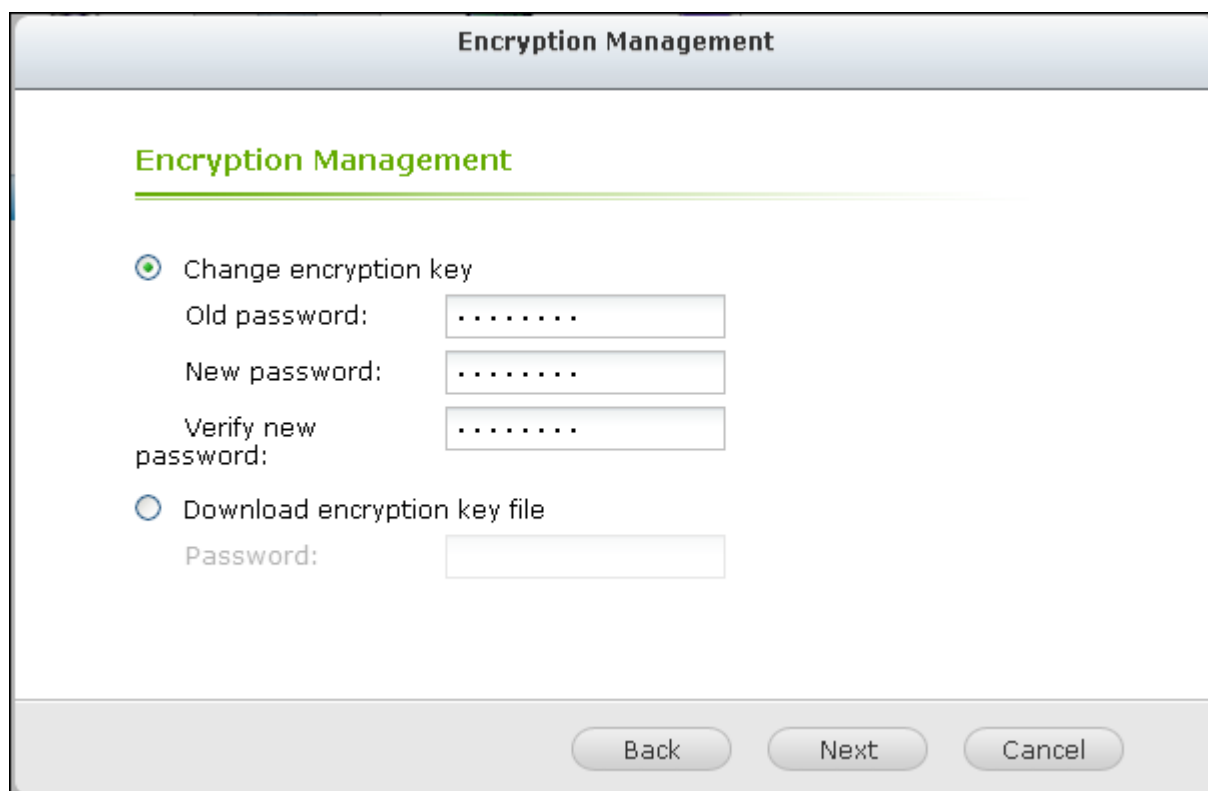 Encryption Management
Encryption Management
Change encryption key
Old password: ........
New password: ........
Verify new ........
password:
Download encryption key file
Password:
Back Next Cancel